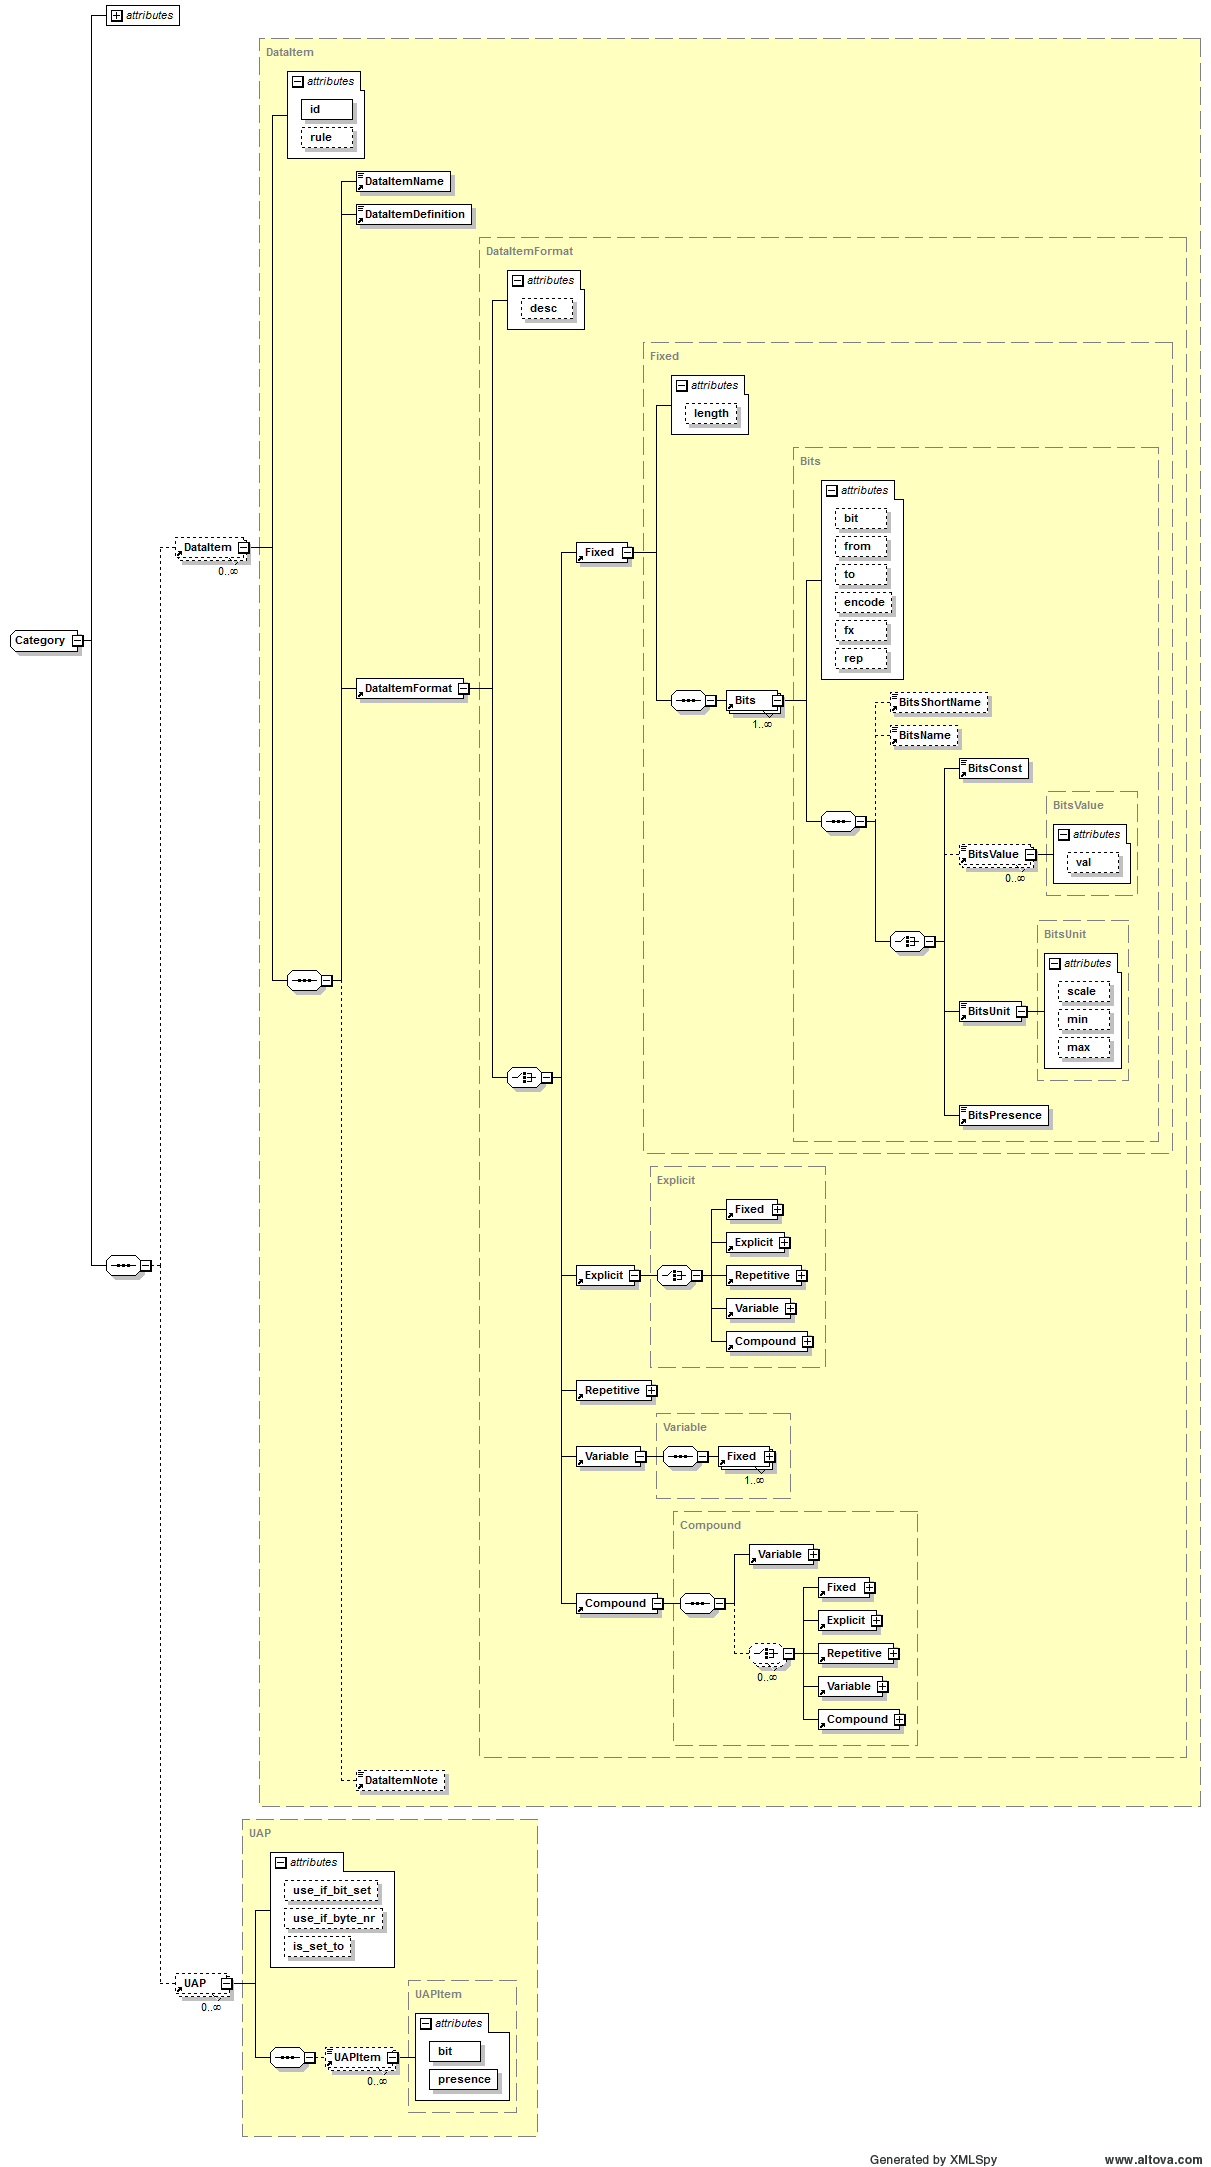 attributes
DataItem
attributes
id
rule
DataItemName
DataItemDefinition
DataItemFormat
attributes
desc
Fixed
attributes
length
Bits
attributes
bit
from
to
encode
fx
rep
DataItem
0..∞
Fixed
Category
DataItemFormat
Bits
1..∞
BitsShortName
BitsName
BitsConst
BitsValue
attributes
BitsValue
val
0..∞
BitsUnit
attributes
scale
BitsUnit
min
max
BitsPresence
Explicit
Fixed
Explicit
Explicit
Repetitive
Variable
Compound
Repetitive
Variable
Variable
Fixed
1..∞
Compound
Variable
Compound
Fixed
Explicit
Repetitive
0..∞
Variable
Compound
DataItemNote
UAP
attributes
use_if_bit_set
use_if_byte_nr
is_set_to
UAP
0..∞
UAPItem
attributes
bit
UAPItem
presence
0..∞
Generated by XMLSpy www.altova.com